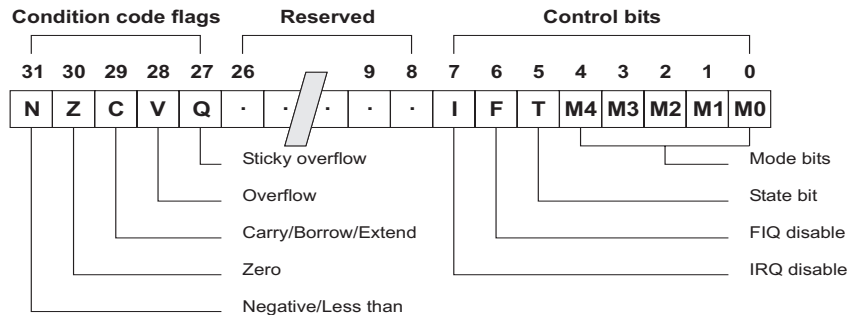 Condition code flags Reserved Control bits
31 30 29 28 27 26 9 8 7 6 5 4 3 2 1 0
N Z C V Q · · · · · I F T M4 M3 M2 M1 M0
Sticky overflow Mode bits
Overflow State bit
Carry/Borrow/Extend FIQ disable
Zero IRQ disable
Negative/Less than